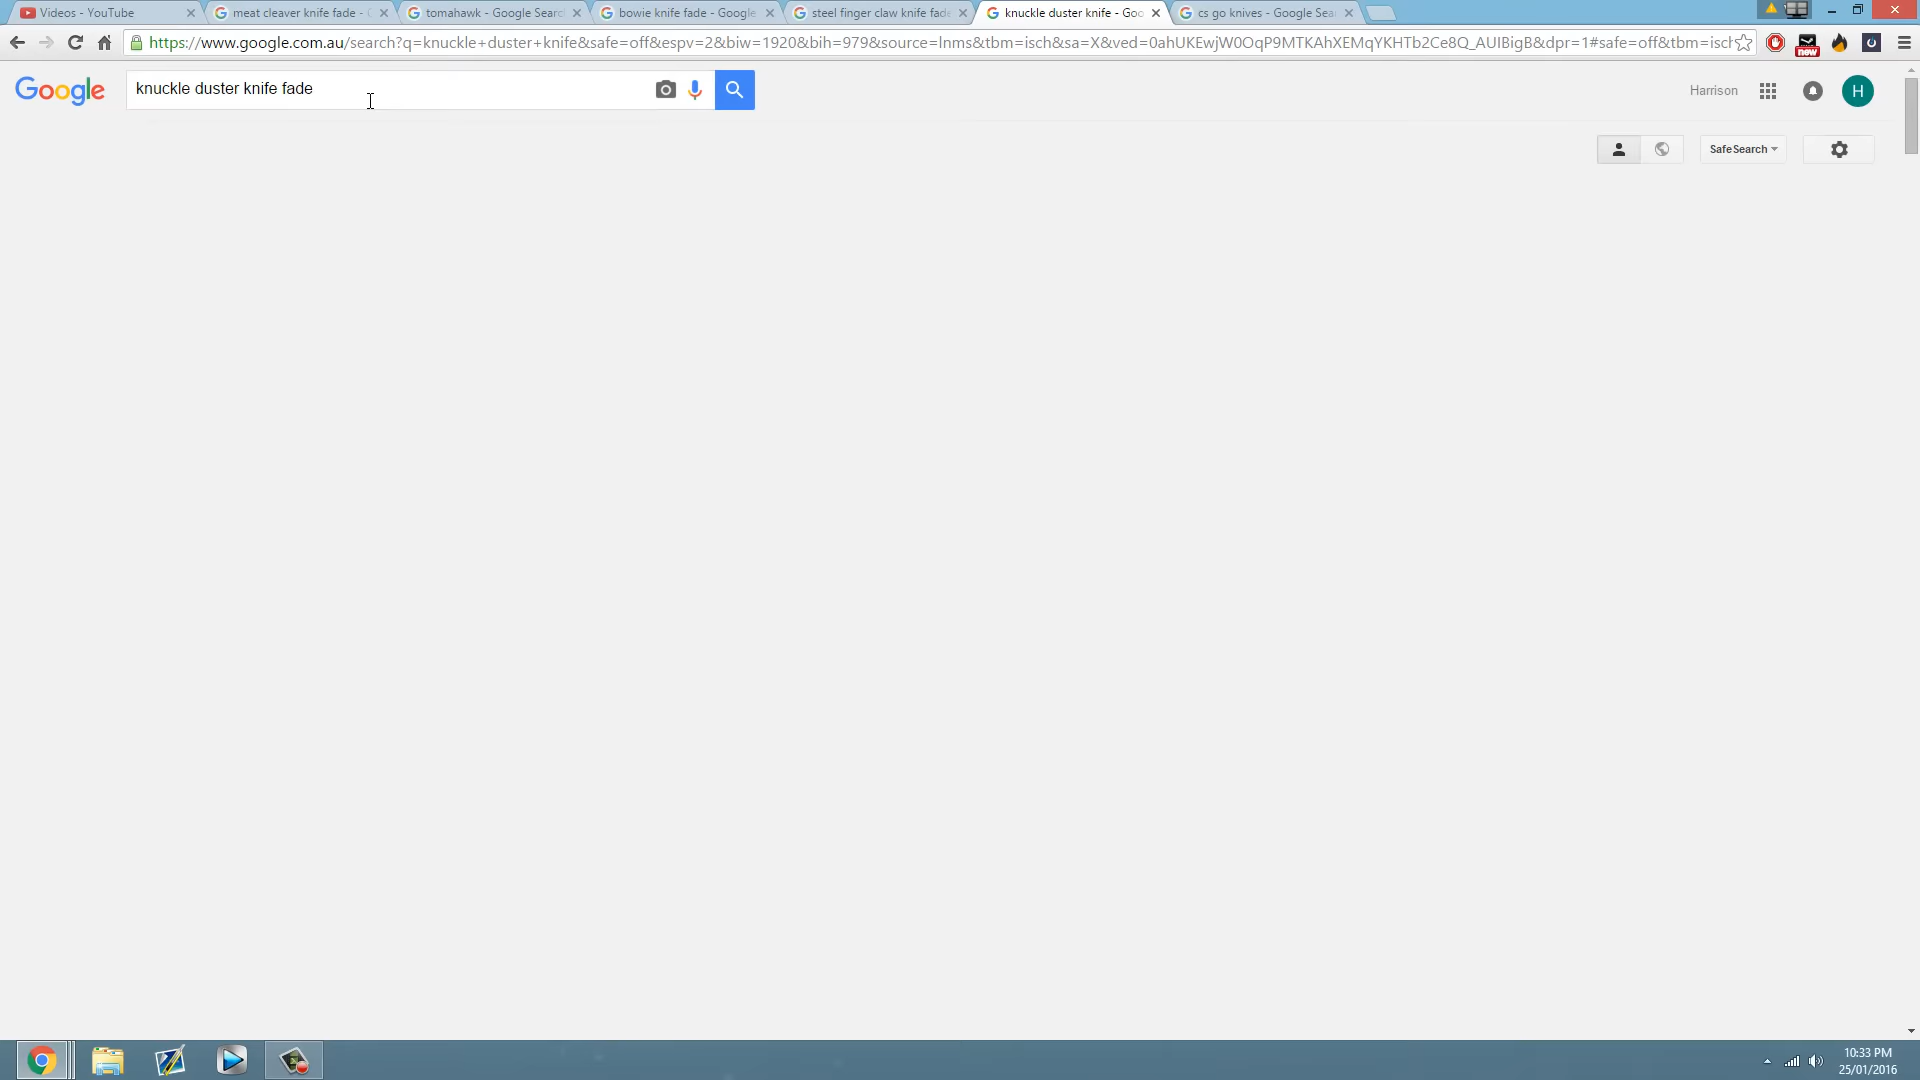 Videos - YouTube
meat cleaver knife fade - G
tomahawk - Google Search
bowie knife fade - Google
steel finger claw knife fade
knuckle duster knife - Goo
cs go knives - Google Sea
https://www.google.com.au/search?q=knuckle+duster+knife&safe=off&espv=2&biw=1920&bih=979&source=lnms&tbm=isch&sa=X&ved=0ahUKEwjW0OqP9MTKAhXEMqYKHTb2Ce8Q_AUIBigB&dpr=1#safe=off&tbm=isch
new
Google
knuckle duster knife fade
Harrison
H
SafeSearch
10:33 PM
25/01/2016